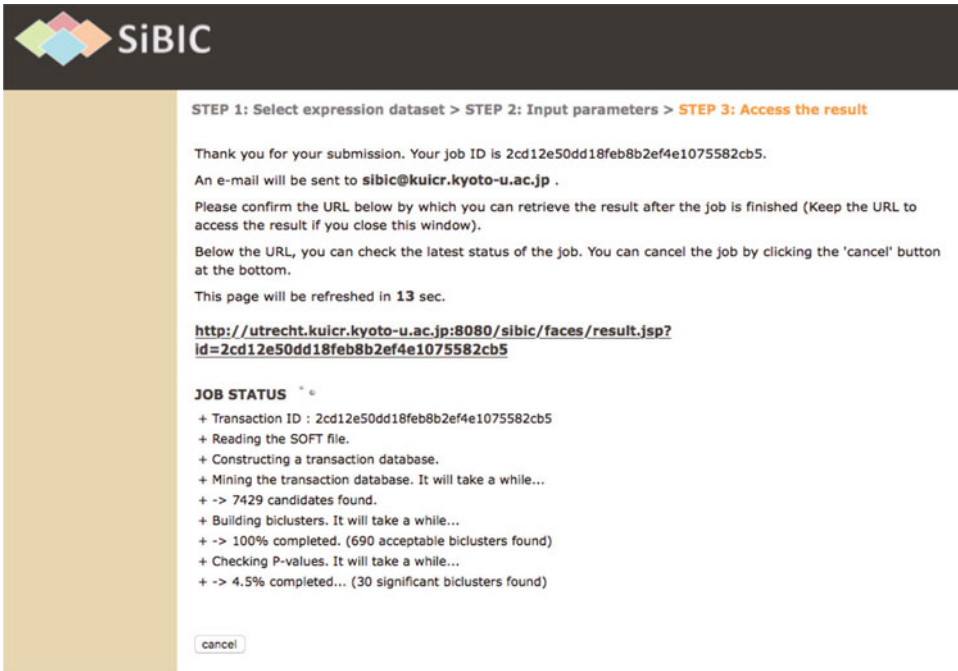 SiBIC
STEP 1: Select expression dataset > STEP 2: Input parameters > STEP 3: Access the result
Thank you for your submission. Your job ID is 2cd12e50dd18feb8b2ef4e1075582cb5.
An e-mail will be sent to sibic@kuicr.kyoto-u.ac.jp .
Please confirm the URL below by which you can retrieve the result after the job is finished (Keep the URL to
access the result if you close this window).
Below the URL, you can check the latest status of the job. You can cancel the job by clicking the 'cancel' button
at the bottom.
This page will be refreshed in 13 sec.
http://utrecht.kuicr.kyoto-u.ac.jp:8080/sibic/faces/result.jsp?
id=2cd12e50dd18feb8b2ef4e1075582cb5
JOB STATUS
+ Transaction ID : 2cd12e50dd18feb8b2ef4e1075582cb5
+ Reading the SOFT file.
+ Constructing a transaction database.
+ Mining the transaction database. It will take a while...
+ -> 7429 candidates found.
+ Building biclusters. It will take a while...
+ -> 100% completed. (690 acceptable biclusters found)
+ Checking P-values. It will take a while...
+ -> 4.5% completed... (30 significant biclusters found)
cancel